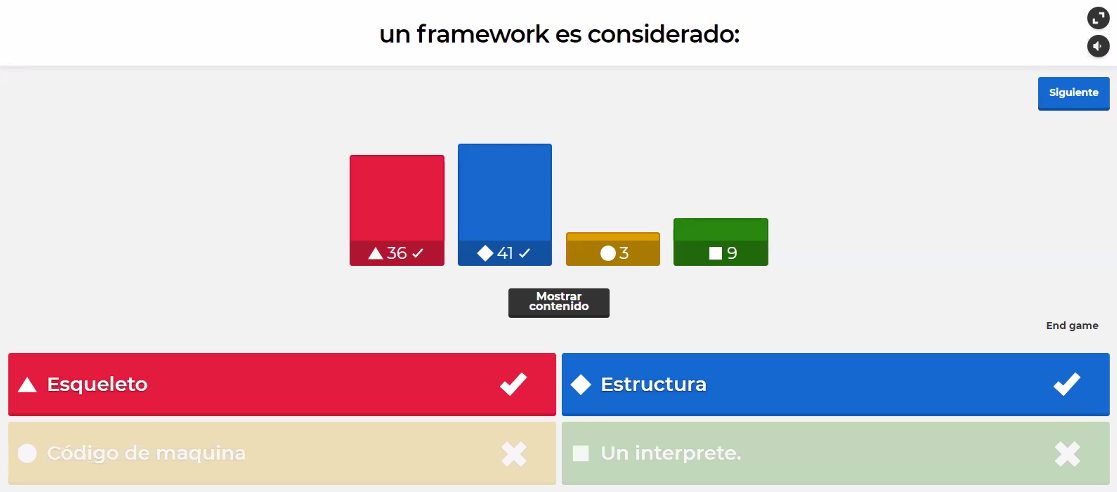 un framework es considerado:
Siguiente
36
41
3
9
Mostrar
contenido
End game
Esqueleto
Estructura
Código de maquina
Un interprete.